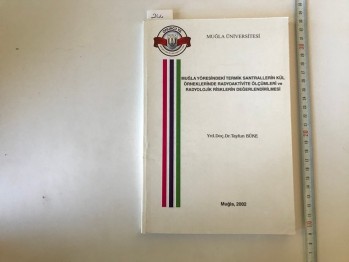 MUĞLA ÜNİVERSİTESİ
MUĞLA YÖRESİNDEKİ TERMİK SANTRALLERİN KÜL
ÖRNEKLERİNDE RADYOAKTİVİTE ÖLÇÜMLERİ ve
RADYOLOJİK RİSKLERİN DEĞERLENDİRİLMESİ
Yrd.Doç.Dr.Tayfun BÜKE
Muğla, 2002